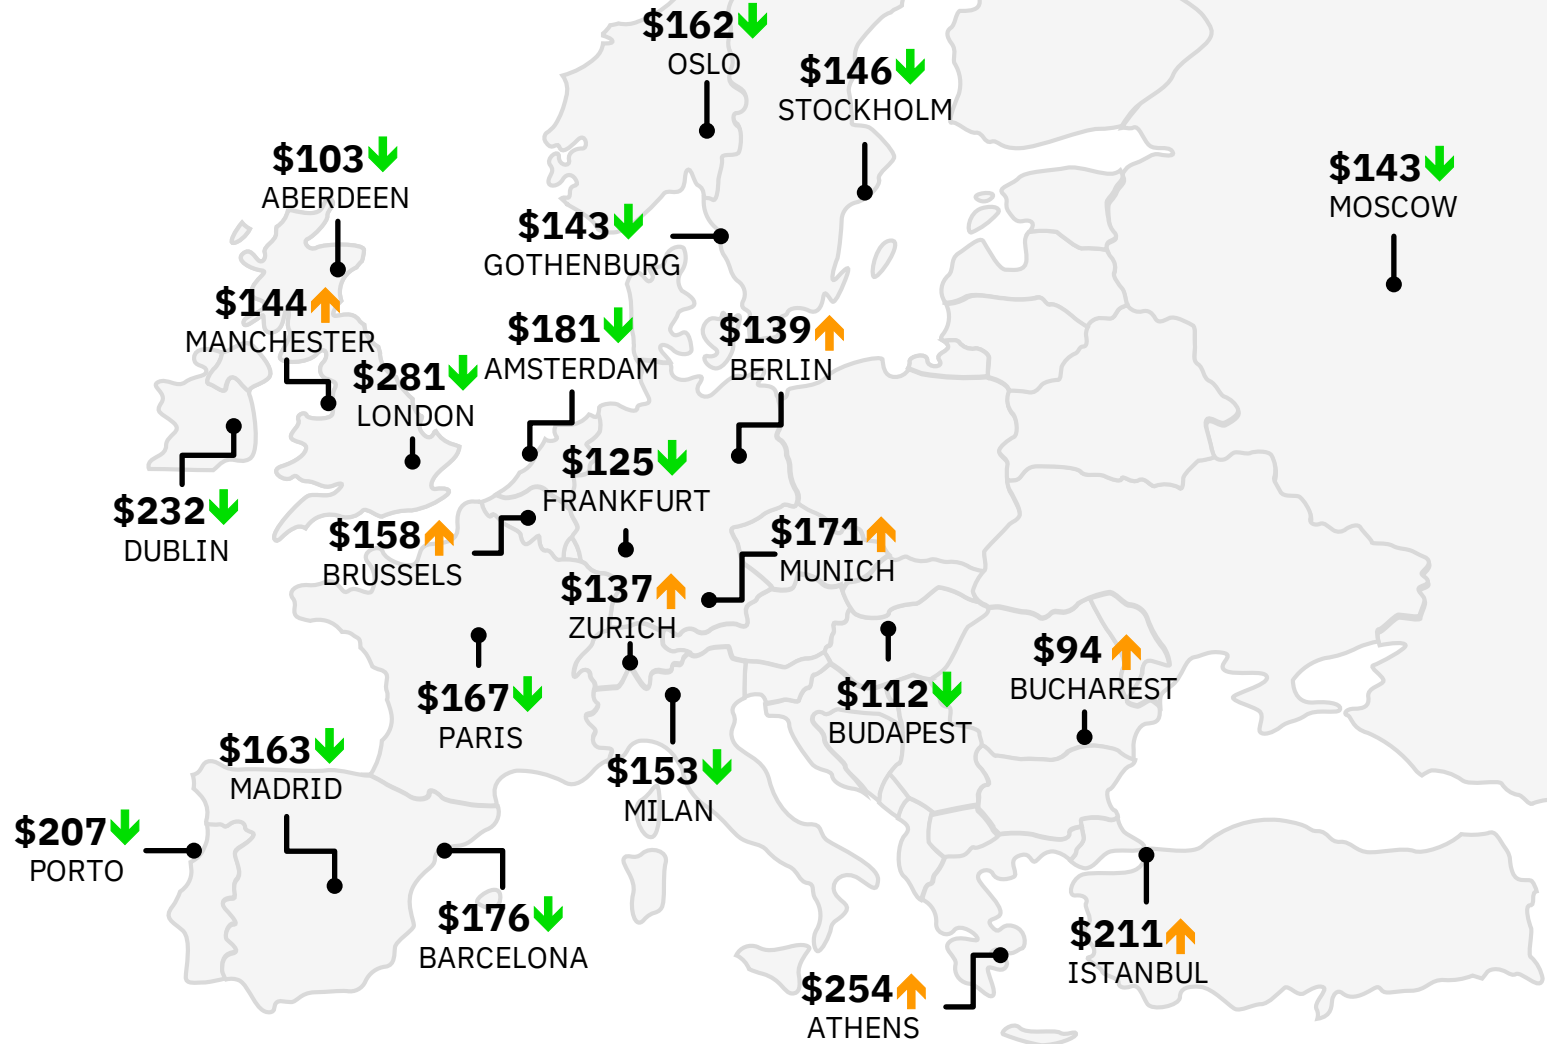 $162
OSLO
$146
STOCKHOLM
$103
ABERDEEN
$143
MOSCOW
$143
GOTHENBURG
$144
MANCHESTER
$181
AMSTERDAM
$139
BERLIN
$281
LONDON
$125
FRANKFURT
$232
DUBLIN
$158
BRUSSELS
$171
MUNICH
$137
ZURICH
$94
BUCHAREST
$167
PARIS
$112
BUDAPEST
$163
MADRID
$153
MILAN
$207
PORTO
$176
BARCELONA
$211
ISTANBUL
$254
ATHENS